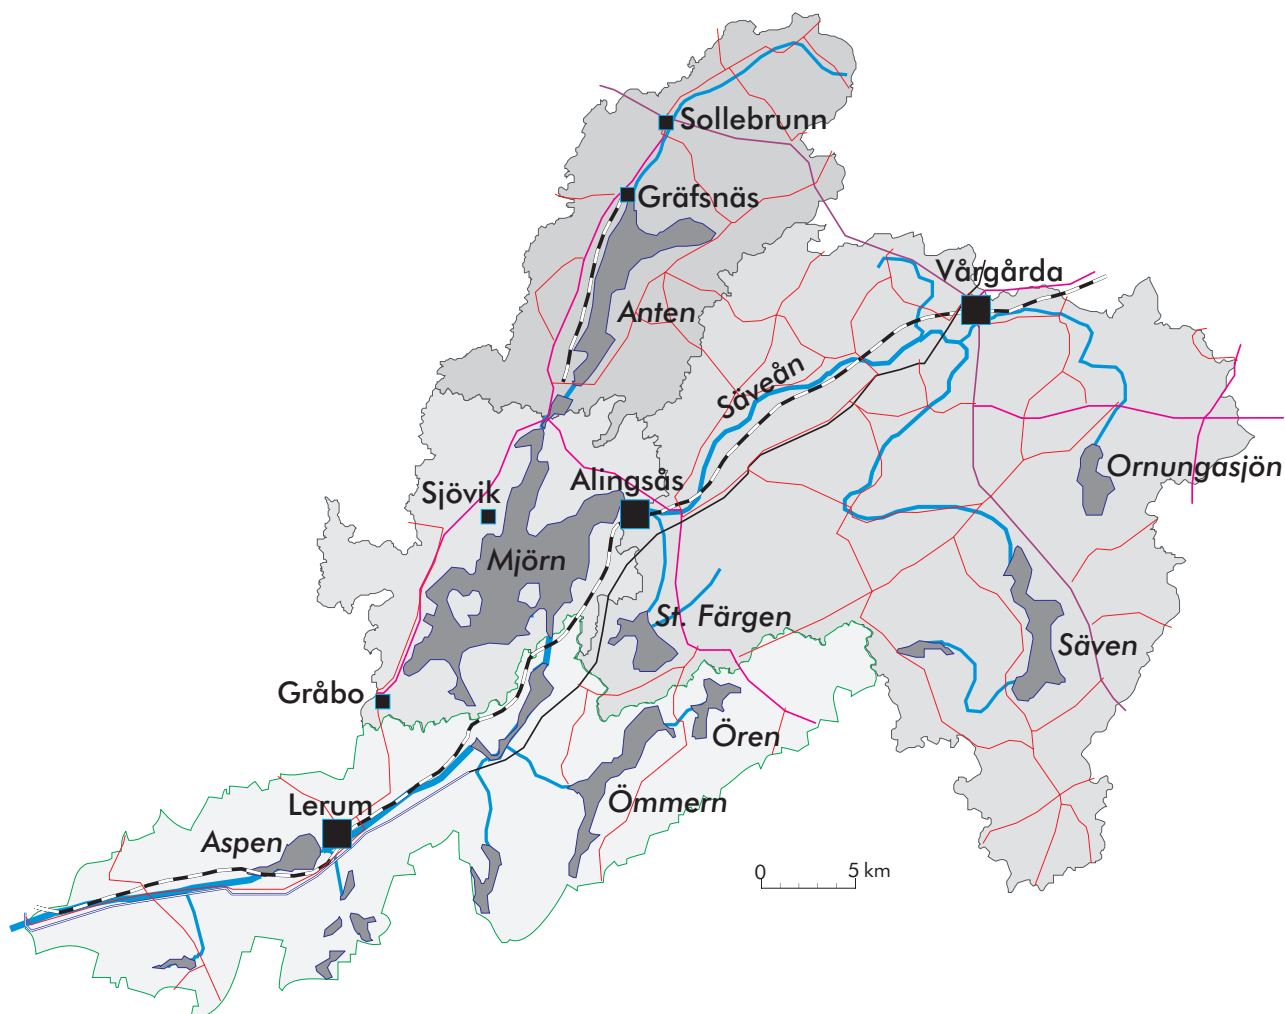 Sollebrunn
Gräfsnäs
Vårgårda
Anten
Säveån
Ornungasjön
Alingsås
Sjövik
Mjörn
St. Färgen
Säven
Gråbo
Ören
Ömmern
Lerum
Aspen
0 5 km